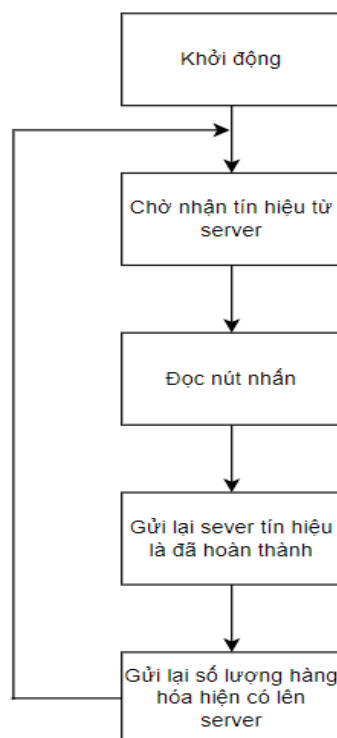 Khởi động
Chờ nhận tín hiệu từ
server
Đọc nút nhấn
Gửi lại sever tín hiệu
là đã hoàn thành
Gửi lại số lượng hàng
hóa hiện có lên
server